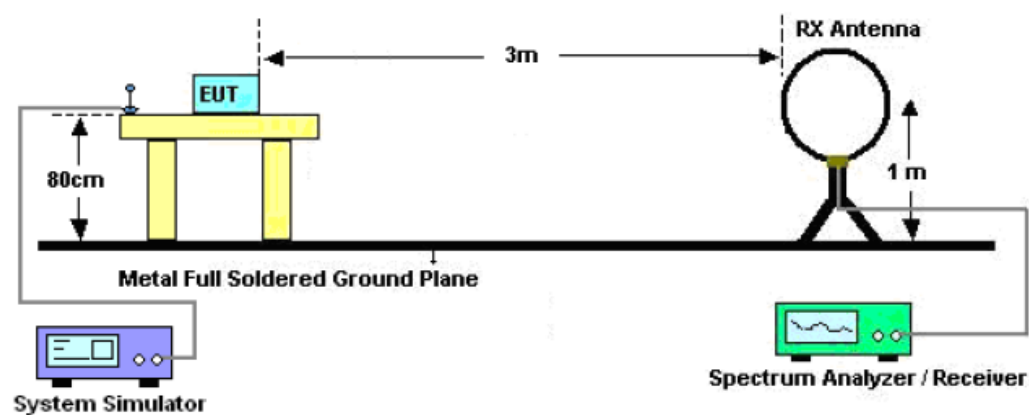 RX Antenna
3m
EUT
80cm
1 m
Metal Full Soldered Ground Plane
System Simulator
Spectrum Analyzer / Receiver